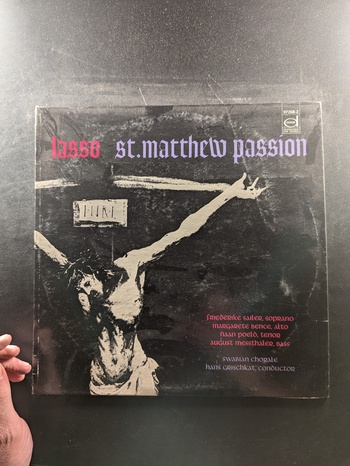 lasso st.matthew passion
INRI
friederike sailer, soprano
margarete bence, alto
naan poeld, tenor
august messthaler, bass
swabian chorale
hans grischkat, conductor